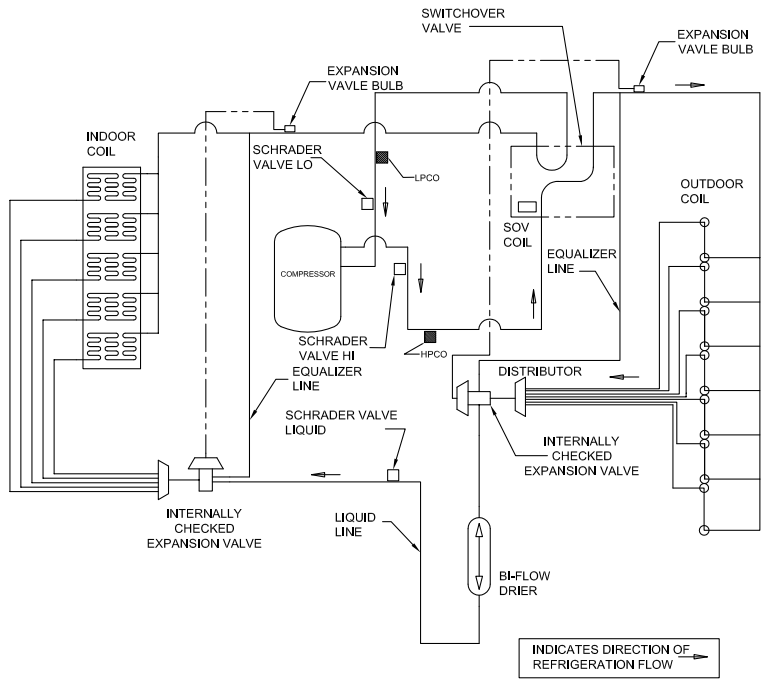 SWITCHOVER
VALVE
EXPANSION
VAVLE BULB
EXPANSION
VAVLE BULB
INDOOR
COIL
SCHRADER
VALVE LO
LPCO
OUTDOOR
COIL
SOV
COIL
EQUALIZER
LINE
COMPRESSOR
SCHRADER
VALVE HI
HPCO
EQUALIZER
LINE
DISTRIBUTOR
SCHRADER VALVE
LIQUID
INTERNALLY
CHECKED
EXPANSION VALVE
INTERNALLY
CHECKED
EXPANSION VALVE
LIQUID
LINE
BI-FLOW
DRIER
INDICATES DIRECTION OF
REFRIGERATION FLOW